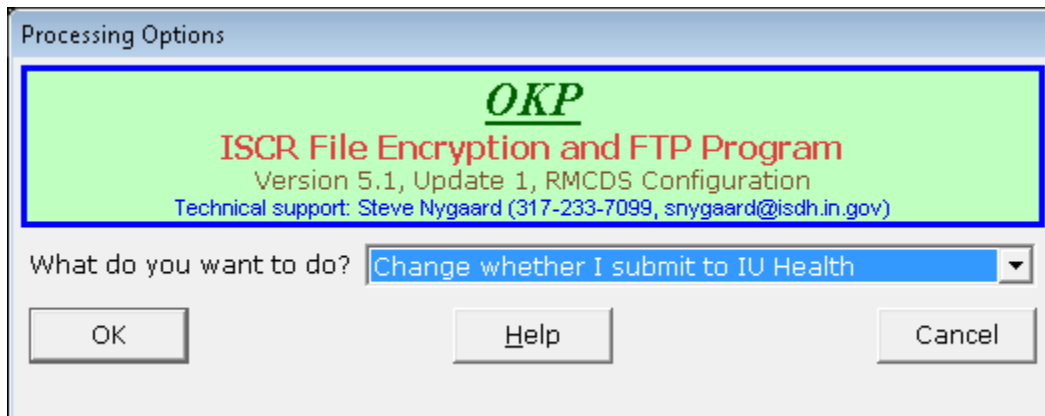 Processing Options
OKP
ISCR File Encryption and FTP Program
Version 5.1, Update 1, RMCDS Configuration
Technical support: Steve Nygaard (317-233-7099, snygaard@isdh.in.gov)
What do you want to do? Change whether I submit to IU Health
OK Help Cancel